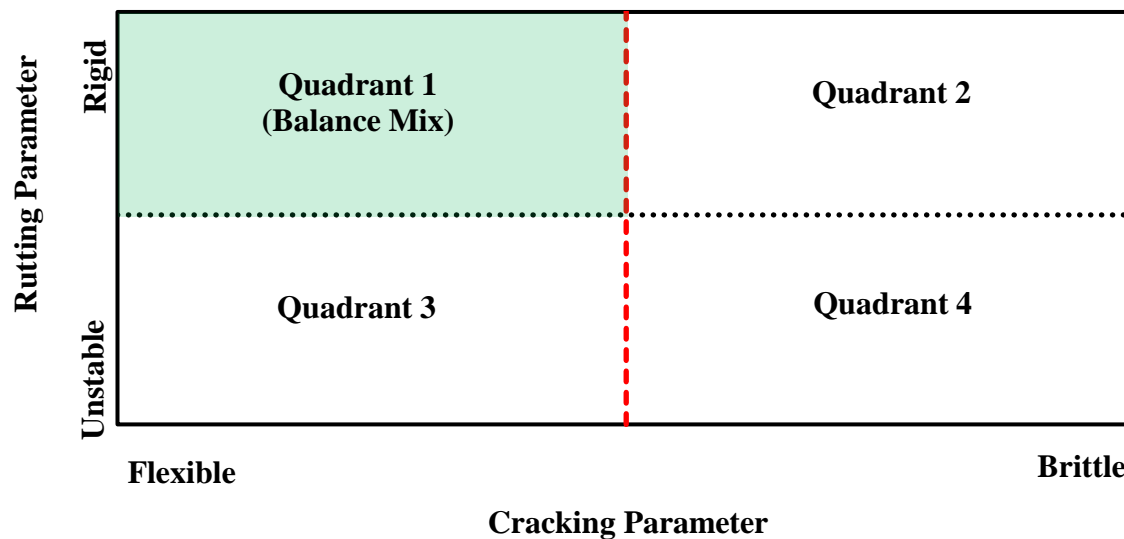 Rutting Parameter
Rigid
Unstable
Quadrant 1
(Balance Mix)
Quadrant 2
Quadrant 3
Quadrant 4
Flexible
Brittle
Cracking Parameter